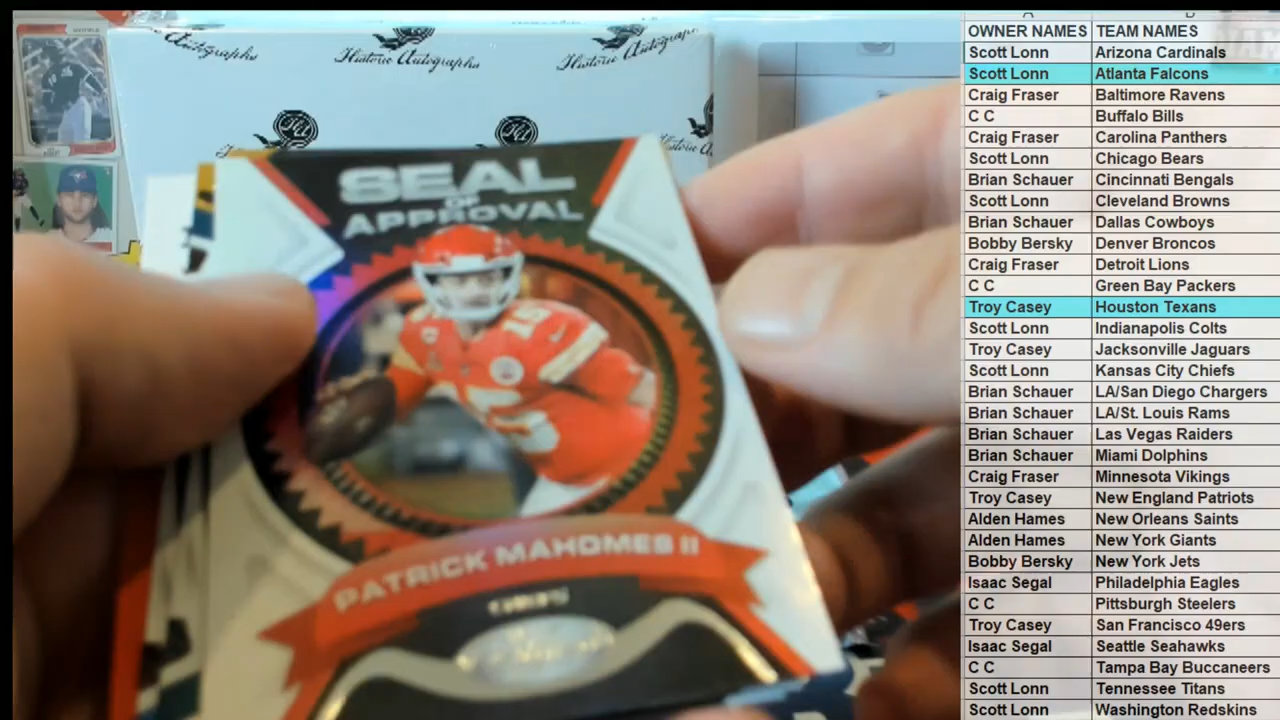 Historic Autographs
Historic Autographs
Historic Autographs
SEAL
OF
APPROVAL
15
PATRICK MAHOMES II
CHIEFS
OWNER NAMES TEAM NAMES
Scott Lonn Arizona Cardinals
Scott Lonn Atlanta Falcons
Craig Fraser Baltimore Ravens
C C Buffalo Bills
Craig Fraser Carolina Panthers
Scott Lonn Chicago Bears
Brian Schauer Cincinnati Bengals
Scott Lonn Cleveland Browns
Brian Schauer Dallas Cowboys
Bobby Bersky Denver Broncos
Craig Fraser Detroit Lions
C C Green Bay Packers
Troy Casey Houston Texans
Scott Lonn Indianapolis Colts
Troy Casey Jacksonville Jaguars
Scott Lonn Kansas City Chiefs
Brian Schauer LA/San Diego Chargers
Brian Schauer LA/St. Louis Rams
Brian Schauer Las Vegas Raiders
Brian Schauer Miami Dolphins
Craig Fraser Minnesota Vikings
Troy Casey New England Patriots
Alden Hames New Orleans Saints
Alden Hames New York Giants
Bobby Bersky New York Jets
Isaac Segal Philadelphia Eagles
C C Pittsburgh Steelers
Troy Casey San Francisco 49ers
Isaac Segal Seattle Seahawks
C C Tampa Bay Buccaneers
Scott Lonn Tennessee Titans
Scott Lonn Washington Redskins